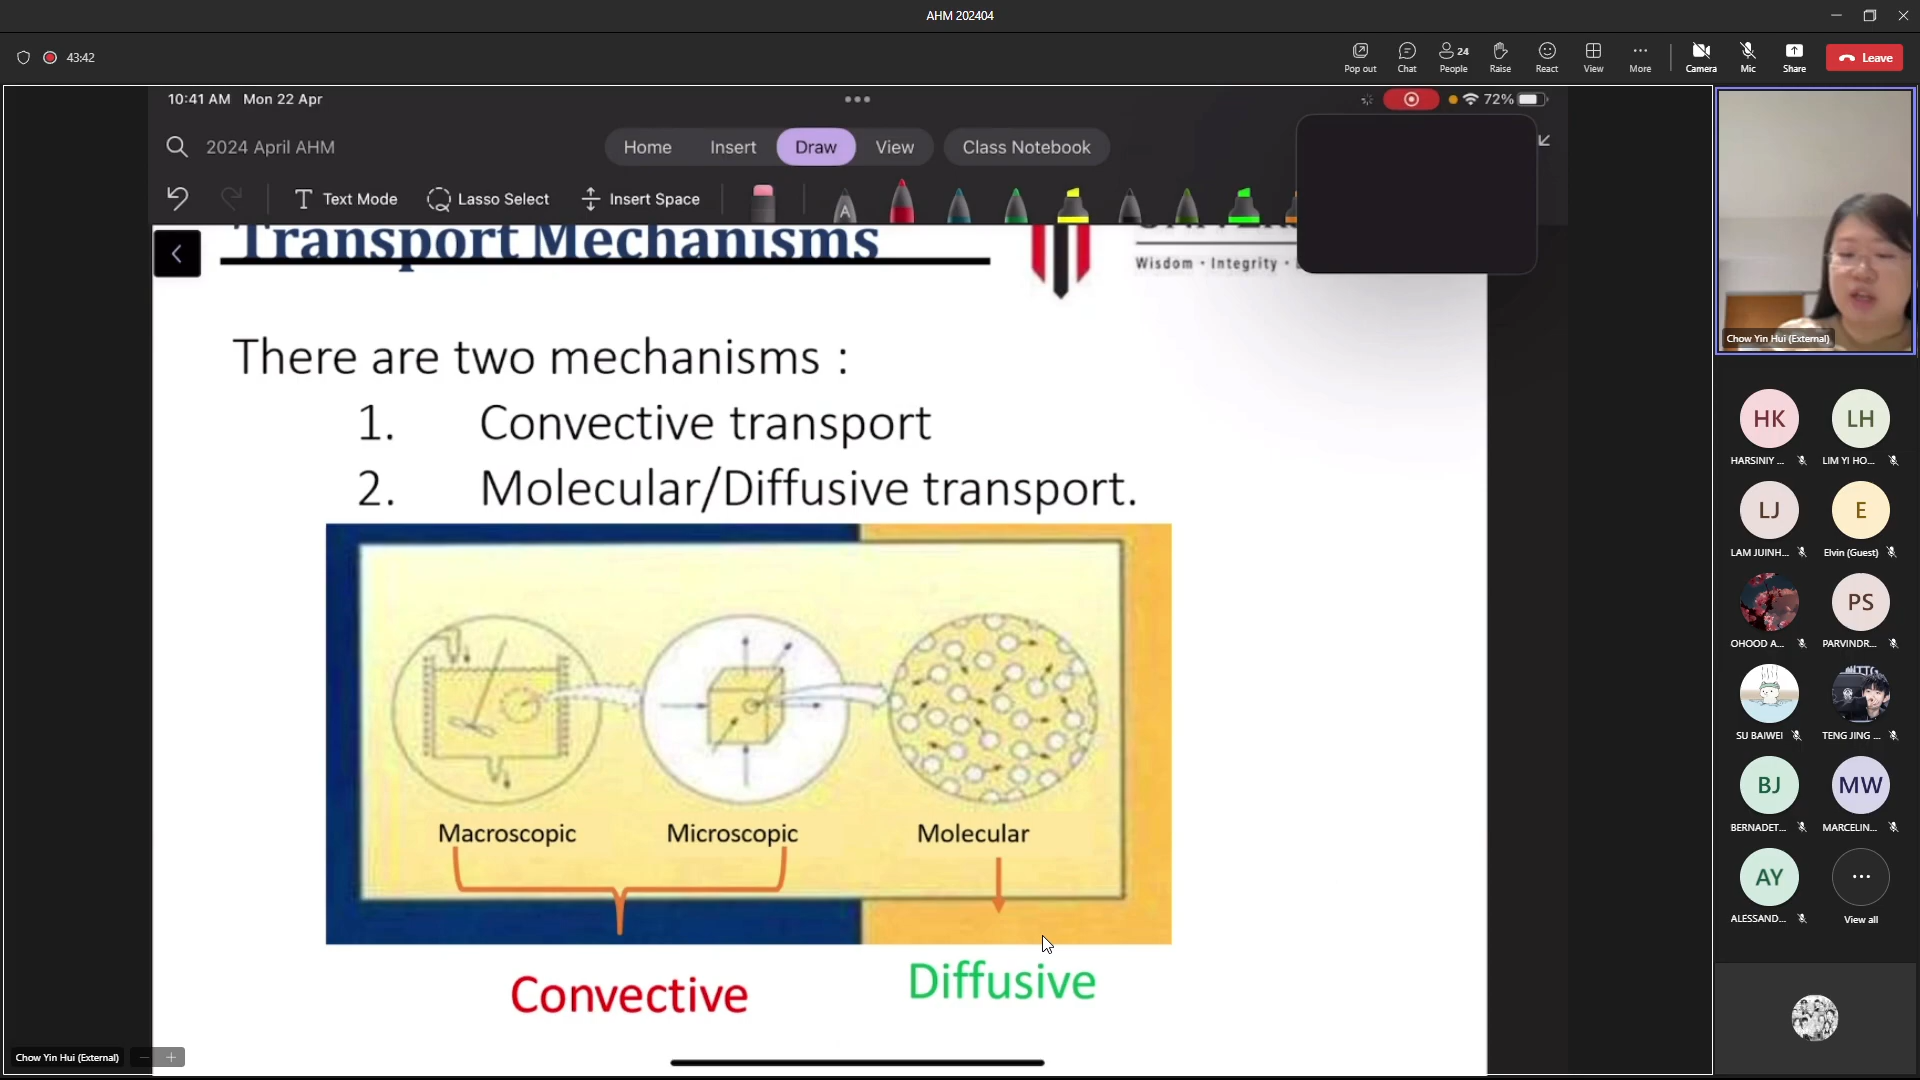 AHM 202404
43:42
Pop out
Chat
24
People
Raise
React
View
More
Camera
Mic
Share
Leave
10:41 AM Mon 22 Apr
72%
2024 April AHM
Home
Insert
Draw
View
Class Notebook
Text Mode
Lasso Select
Insert Space
A
Transport Mechanisms
Wisdom · Integrity ·
There are two mechanisms :
1. Convective transport
2. Molecular/Diffusive transport.
Macroscopic
Microscopic
Molecular
Convective
Diffusive
Chow Yin Hui (External)
Chow Yin Hui (External)
HK
LH
HARSINIY ...
LIM YI HO...
LJ
E
LAM JUINH...
Elvin (Guest)
PS
OHOOD A...
PARVINDR...
SU BAIWEI
TENG JING ...
BJ
MW
BERNADET...
MARCELIN...
AY
ALESSAND...
View all